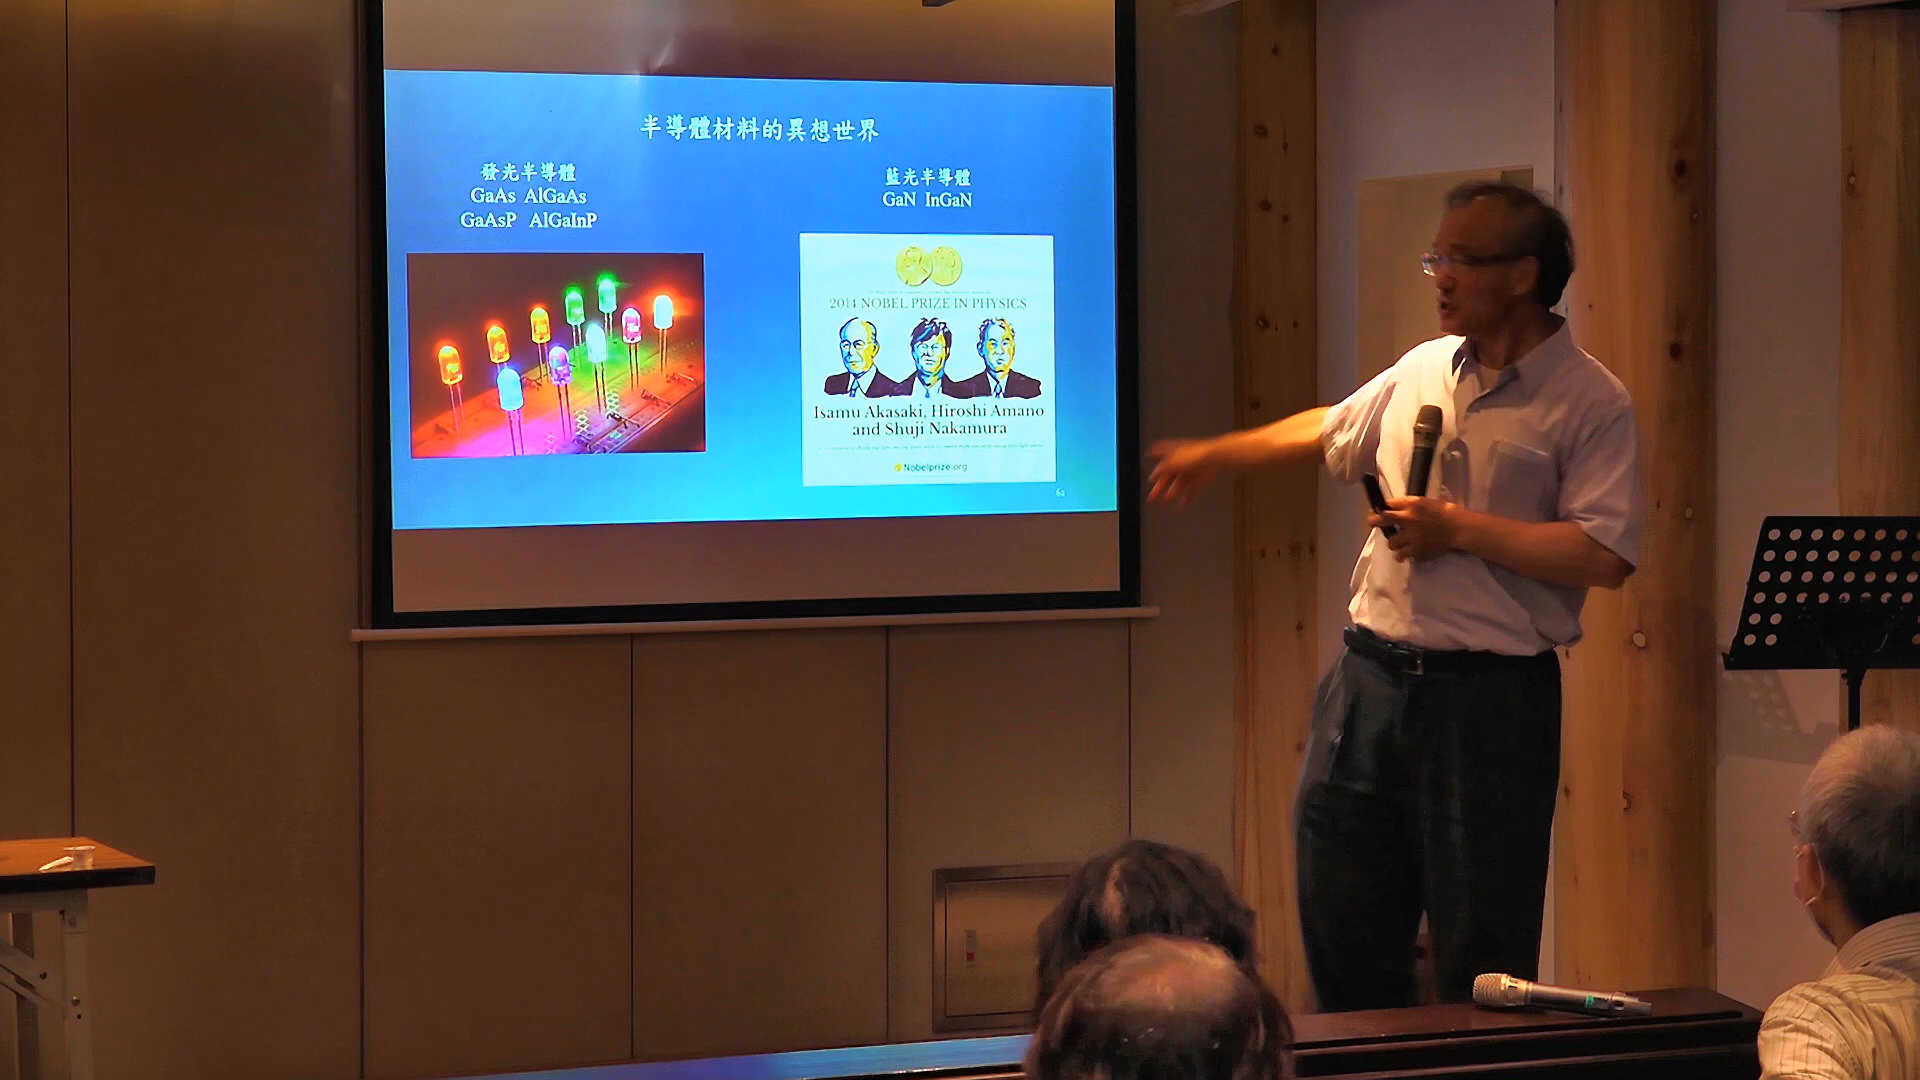 半導體材料的異想世界
發光半導體
GaAs AlGaAs
GaAsP AlGaInP
藍光半導體
GaN InGaN
2014 NOBEL PRIZE IN PHYSICS
Isamu Akasaki, Hiroshi Amano
and Shuji Nakamura
Nobelprize.org